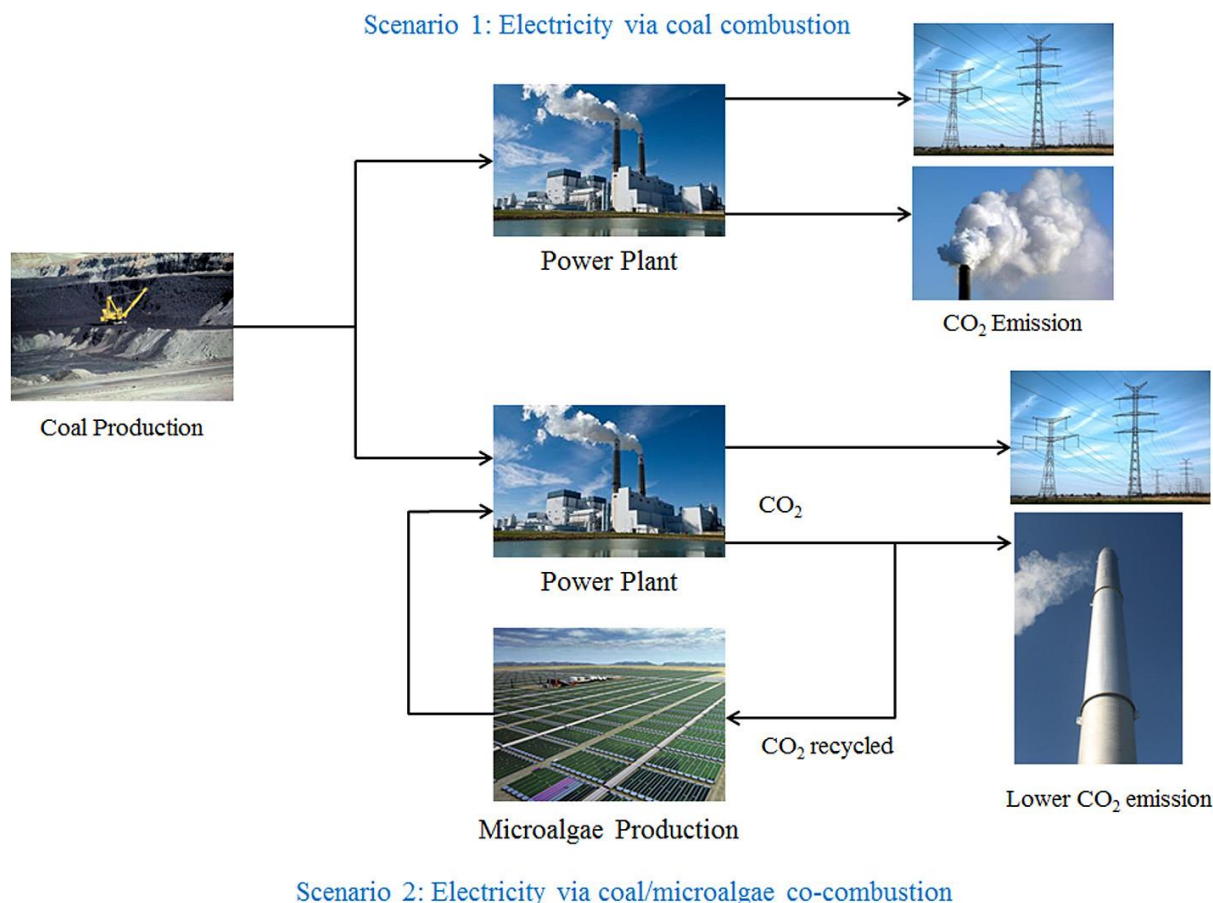 Scenario 1: Electricity via coal combustion
Power Plant
CO₂ Emission
Coal Production
CO₂
Power Plant
CO₂ recycled
Lower CO₂ emission
Microalgae Production
Scenario 2: Electricity via coal/microalgae co-combustion